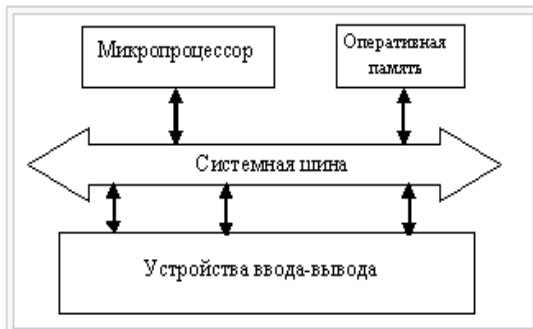 Микропроцессор
Оперативная
память
Системная шина
Устройства ввода-вывода